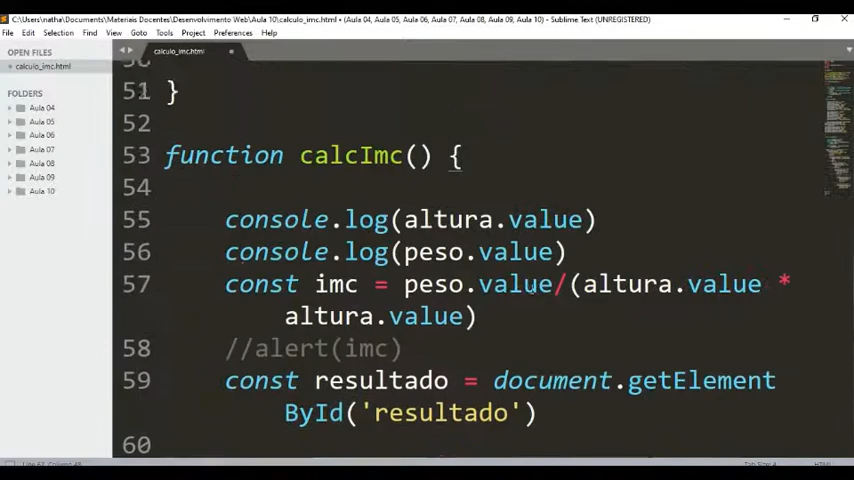 C:\Users\natha\Documents\Materiais Docentes\Desenvolvimento Web\Aula 10\calculo_imc.html • (Aula 04, Aula 05, Aula 06, Aula 07, Aula 08, Aula 09, Aula 10) - Sublime Text (UNREGISTERED)
File Edit Selection Find View Goto Tools Project Preferences Help
OPEN FILES
calculo_imc.html
FOLDERS
Aula 04
Aula 05
Aula 06
Aula 07
Aula 08
Aula 09
Aula 10
calculo_imc.html
50
51 }
52
53 function calcImc() {
54
55 console.log(altura.value)
56 console.log(peso.value)
57 const imc = peso.value/(altura.value *
altura.value)
58 //alert(imc)
59 const resultado = document.getElement
ById('resultado')
60
Tab Size: 4 HTML